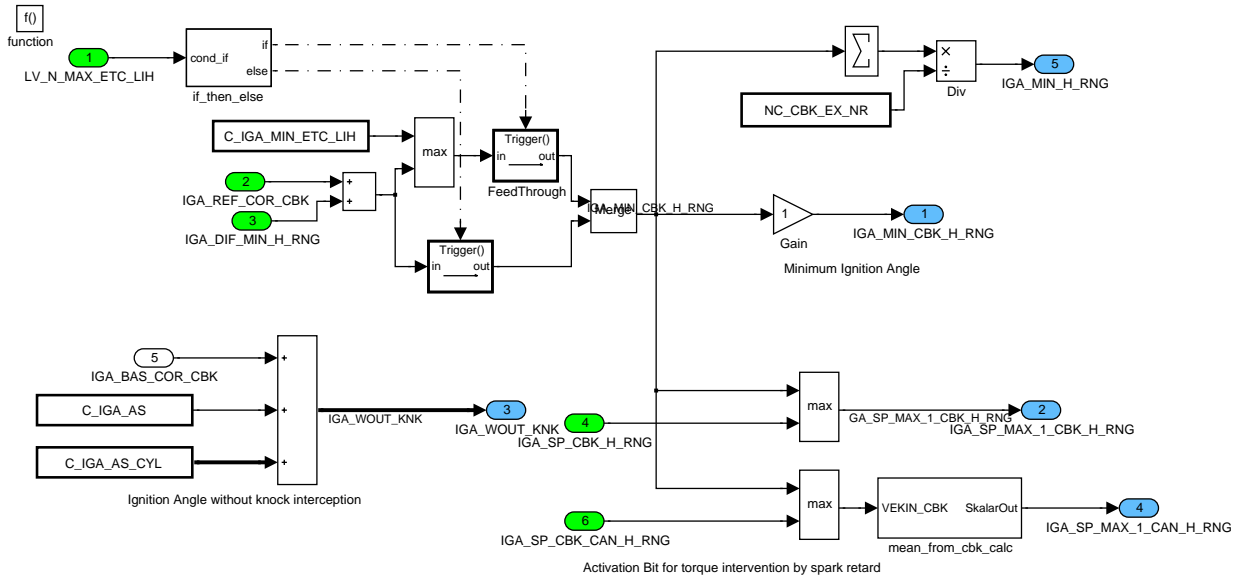 f()
function
1
LV_N_MAX_ETC_LIH
cond_if
if
else
if_then_else
C_IGA_MIN_ETC_LIH
max
2
IGA_REF_COR_CBK
3
IGA_DIF_MIN_H_RNG
+
+
Trigger()
in out
FeedThrough
Trigger()
in out
Merge
IGA_MIN_CBK_H_RNG
∑
×
÷
Div
NC_CBK_EX_NR
5
IGA_MIN_H_RNG
1
Gain
1
IGA_MIN_CBK_H_RNG
Minimum Ignition Angle
5
IGA_BAS_COR_CBK
C_IGA_AS
C_IGA_AS_CYL
+
+
+
IGA_WOUT_KNK
3
IGA_WOUT_KNK
Ignition Angle without knock interception
4
IGA_SP_CBK_H_RNG
max
GA_SP_MAX_1_CBK_H_RNG
2
IGA_SP_MAX_1_CBK_H_RNG
6
IGA_SP_CBK_CAN_H_RNG
max
VEKIN_CBK SkalarOut
mean_from_cbk_calc
4
IGA_SP_MAX_1_CAN_H_RNG
Activation Bit for torque intervention by spark retard